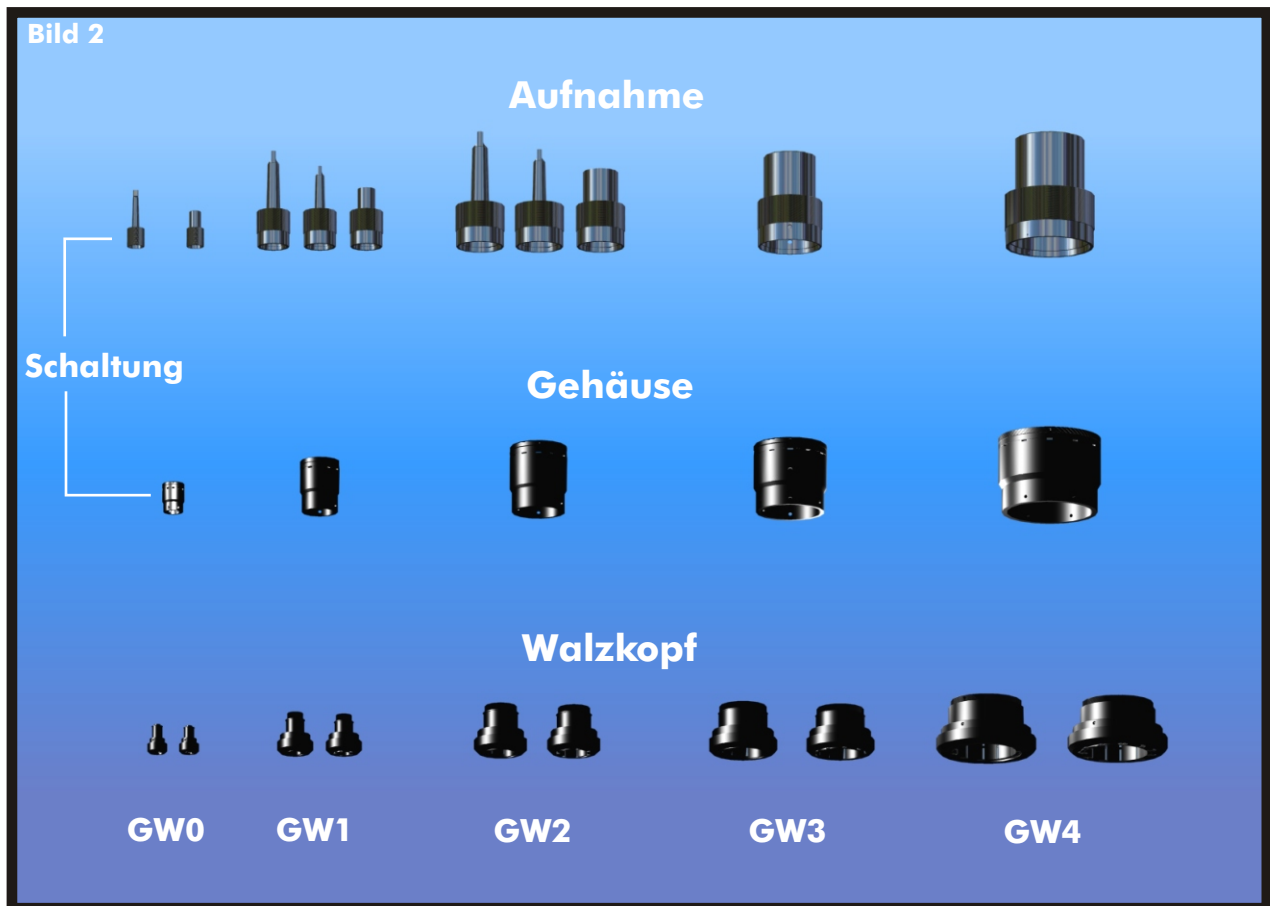 Bild 2
Aufnahme
Schaltung
Gehäuse
Walzkopf
GW0 GW1 GW2 GW3 GW4